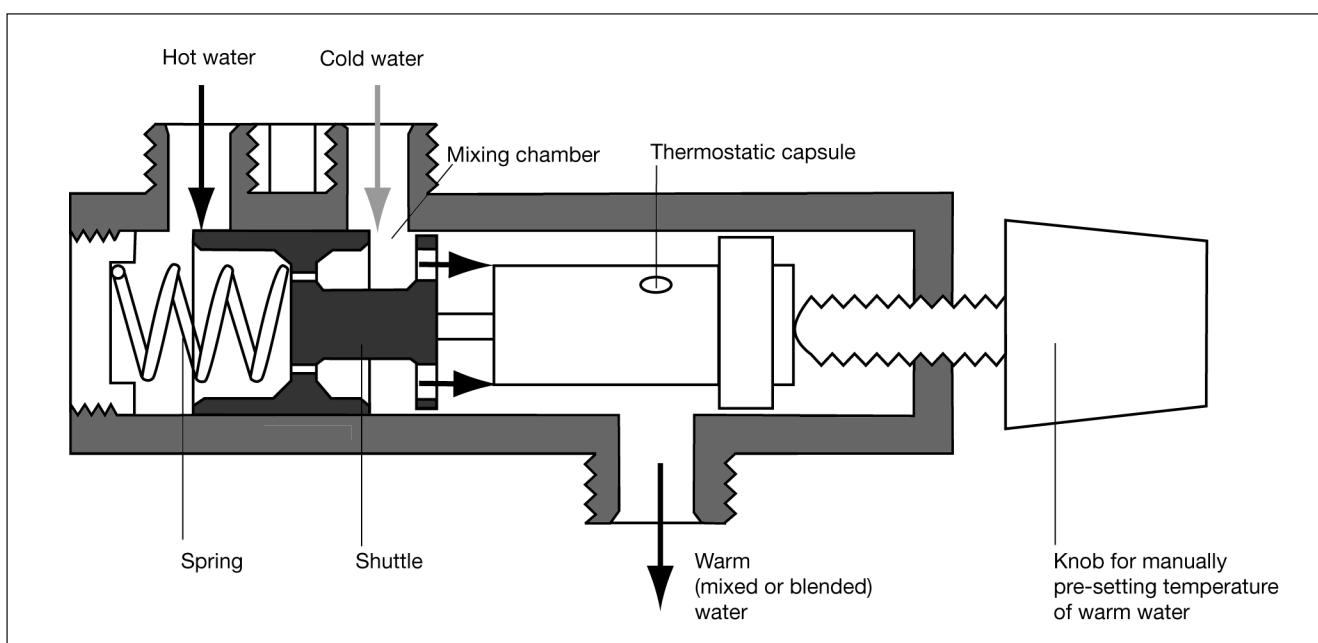 Hot water
Cold water
Mixing chamber
Thermostatic capsule
Spring
Shuttle
Warm
(mixed or blended)
water
Knob for manually
pre-setting temperature
of warm water